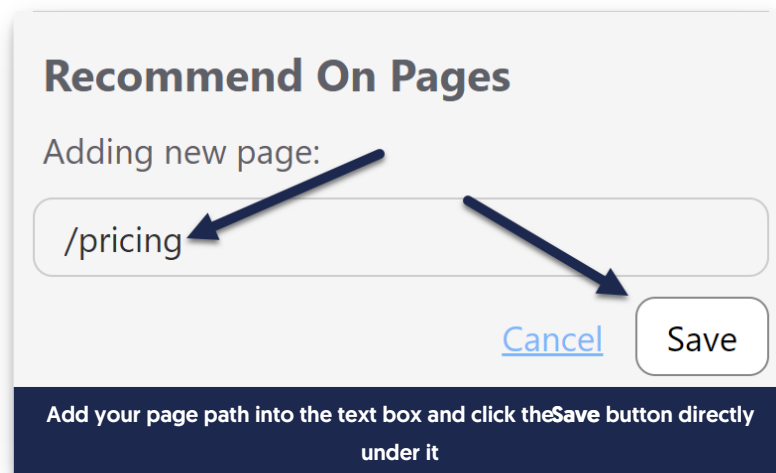 Recommend On Pages
Adding new page:
/pricing
Cancel
Save
Add your page path into the text box and click theSave button directly
under it